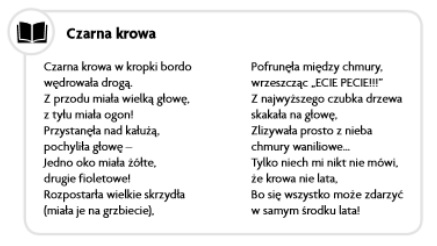 Czarna krowa
Czarna krowa w kropki bordo
wędrowała drogą.
Z przodu miała wielką głowę,
z tyłu miała ogon!
Przystanęła nad kałużą,
pochyliła głowę –
Jedno oko miała żółte,
drugie fioletowe!
Rozpostarła wielkie skrzydła
(miała je na grzbiecie),
Pofrunęła między chmury,
wrzeszcząc „ECIE PECIE!!!”
Z najwyższego czubka drzewa
skakała na głowę,
Zlizywała prosto z nieba
chmury waniliowe...
Tylko niech mi nikt nie mówi,
że krowa nie lata,
Bo się wszystko może zdarzyć
w samym środku lata!